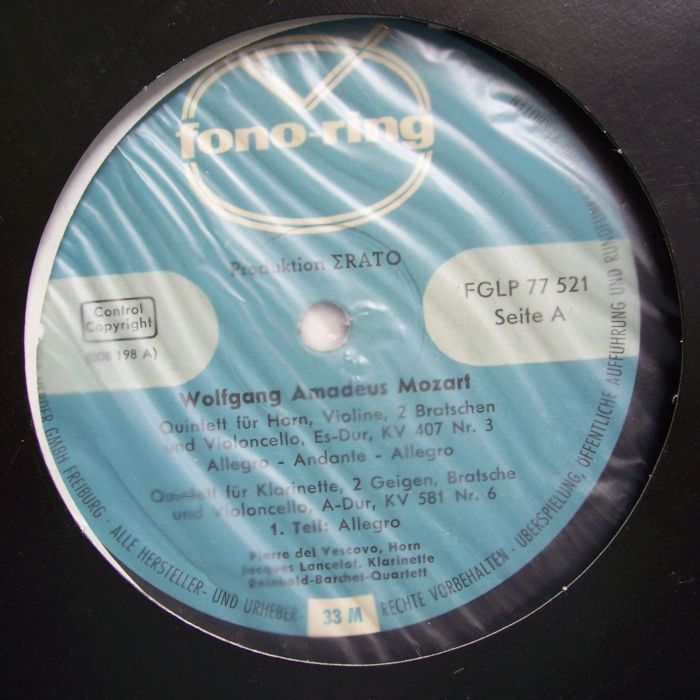 fono-ring
Produktion ΣRATO
Control
Copyright
(008 198 A)
FGLP 77 521
Seite A
Wolfgang Amadeus Mozart
Quintett für Horn, Violine, 2 Bratschen
und Violoncello, Es-Dur, KV 407 Nr. 3
Allegro - Andante - Allegro
Quintett für Klarinette, 2 Geigen, Bratsche
und Violoncello, A-Dur, KV 581 Nr. 6
1. Teil: Allegro
Pierre del Vescovo, Horn
Jacques Lancelot, Klarinette
Reinhold-Barchet-Quartett
33 M
GMBH FREIBURG · ALLE HERSTELLER- UND URHEBER-
RECHTE VORBEHALTEN · ÜBERSPIELUNG, ÖFFENTLICHE AUFFÜHRUNG UND